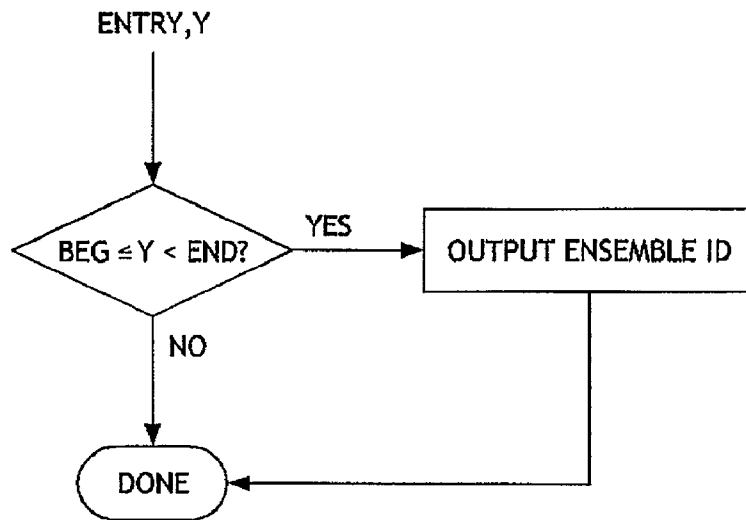 ENTRY,Y
BEG ≤ Y < END?
YES
OUTPUT ENSEMBLE ID
NO
DONE